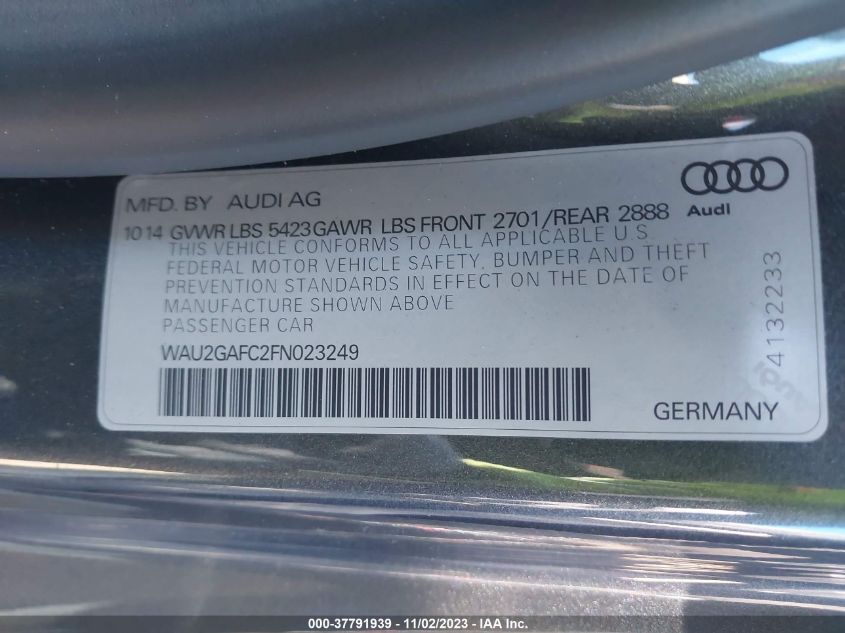 MFD. BY AUDI AG
Audi
10 14 GVWR LBS 5423 GAWR LBS FRONT 2701/REAR 2888
THIS VEHICLE CONFORMS TO ALL APPLICABLE U S
FEDERAL MOTOR VEHICLE SAFETY, BUMPER AND THEFT
PREVENTION STANDARDS IN EFFECT ON THE DATE OF
MANUFACTURE SHOWN ABOVE
PASSENGER CAR
WAU2GAFC2FN023249
GERMANY
4132233
000-37791939 - 11/02/2023 - IAA Inc.